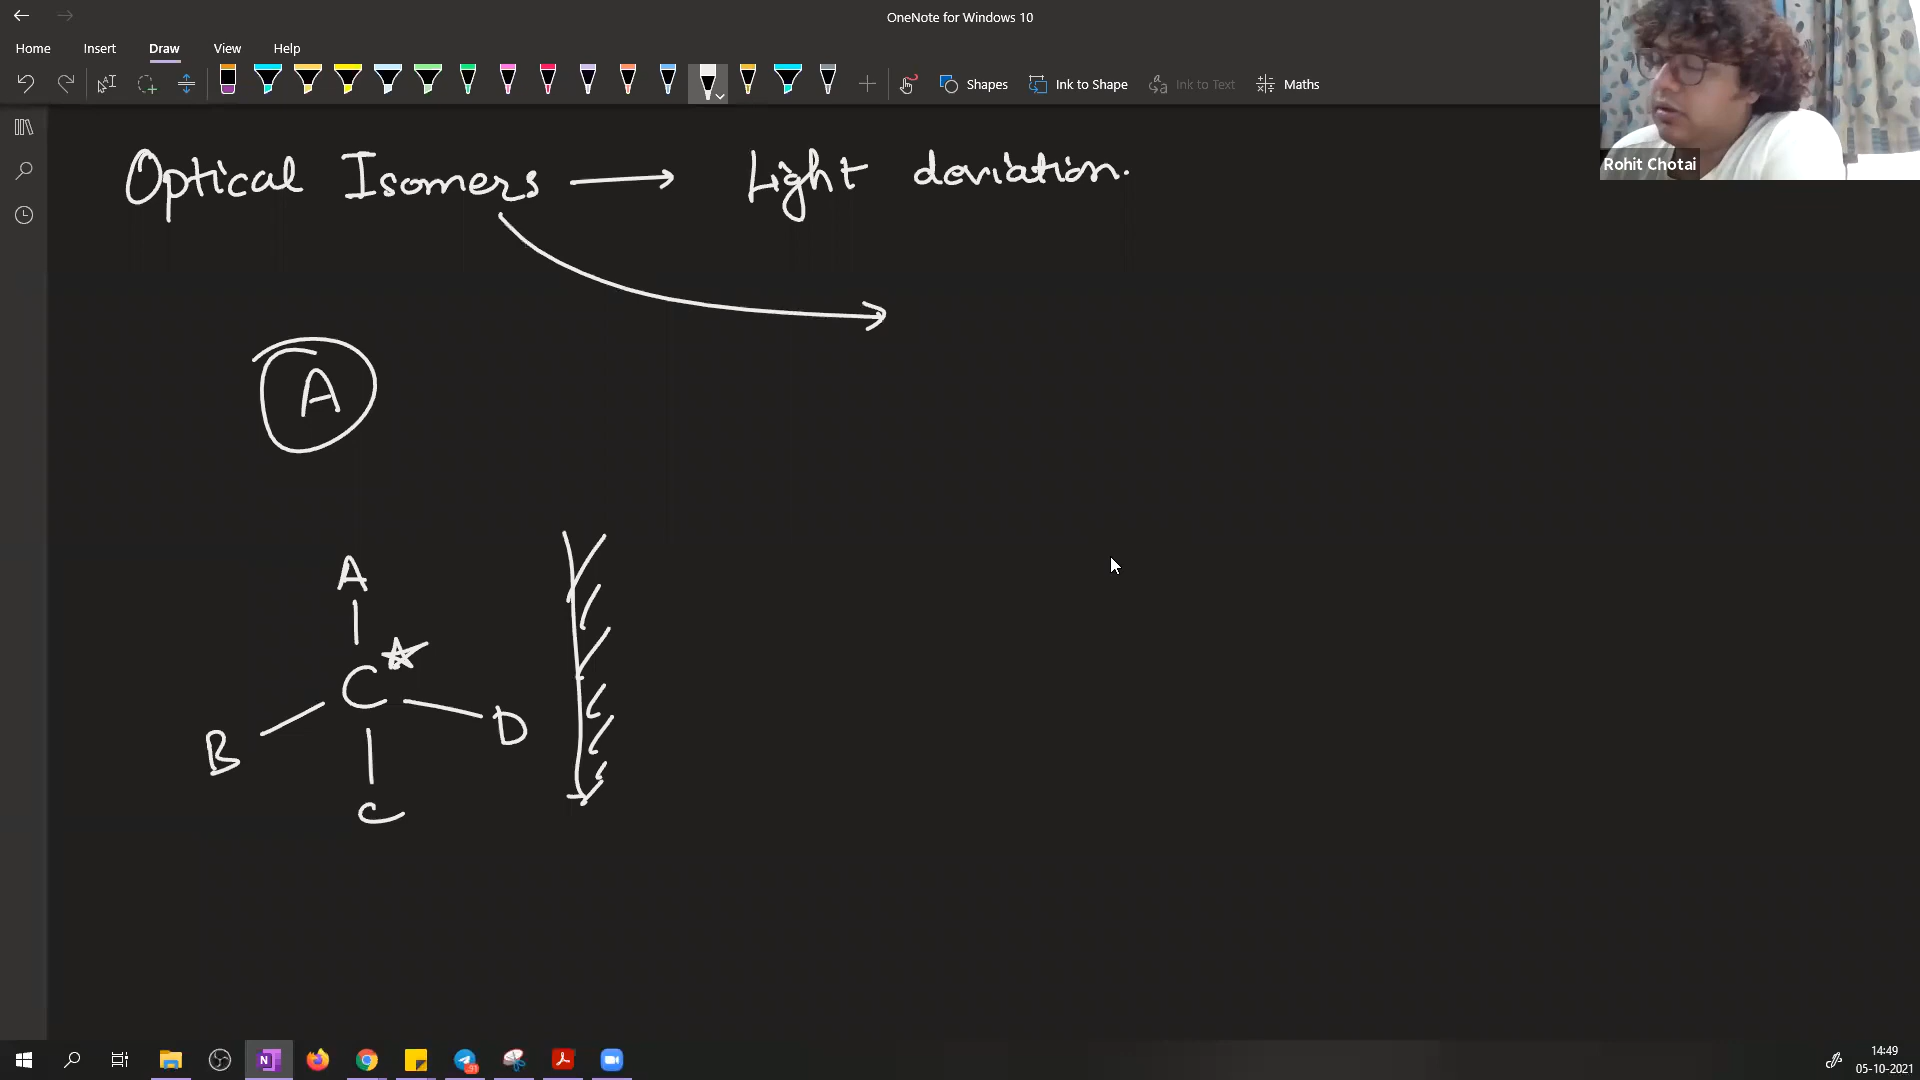 OneNote for Windows 10
Home Insert Draw View Help
Shapes Ink to Shape Ink to Text Maths
Rohit Chotai
Optical Isomers → Light deviation.
A
A
C
B D
C
14:49
05-10-2021